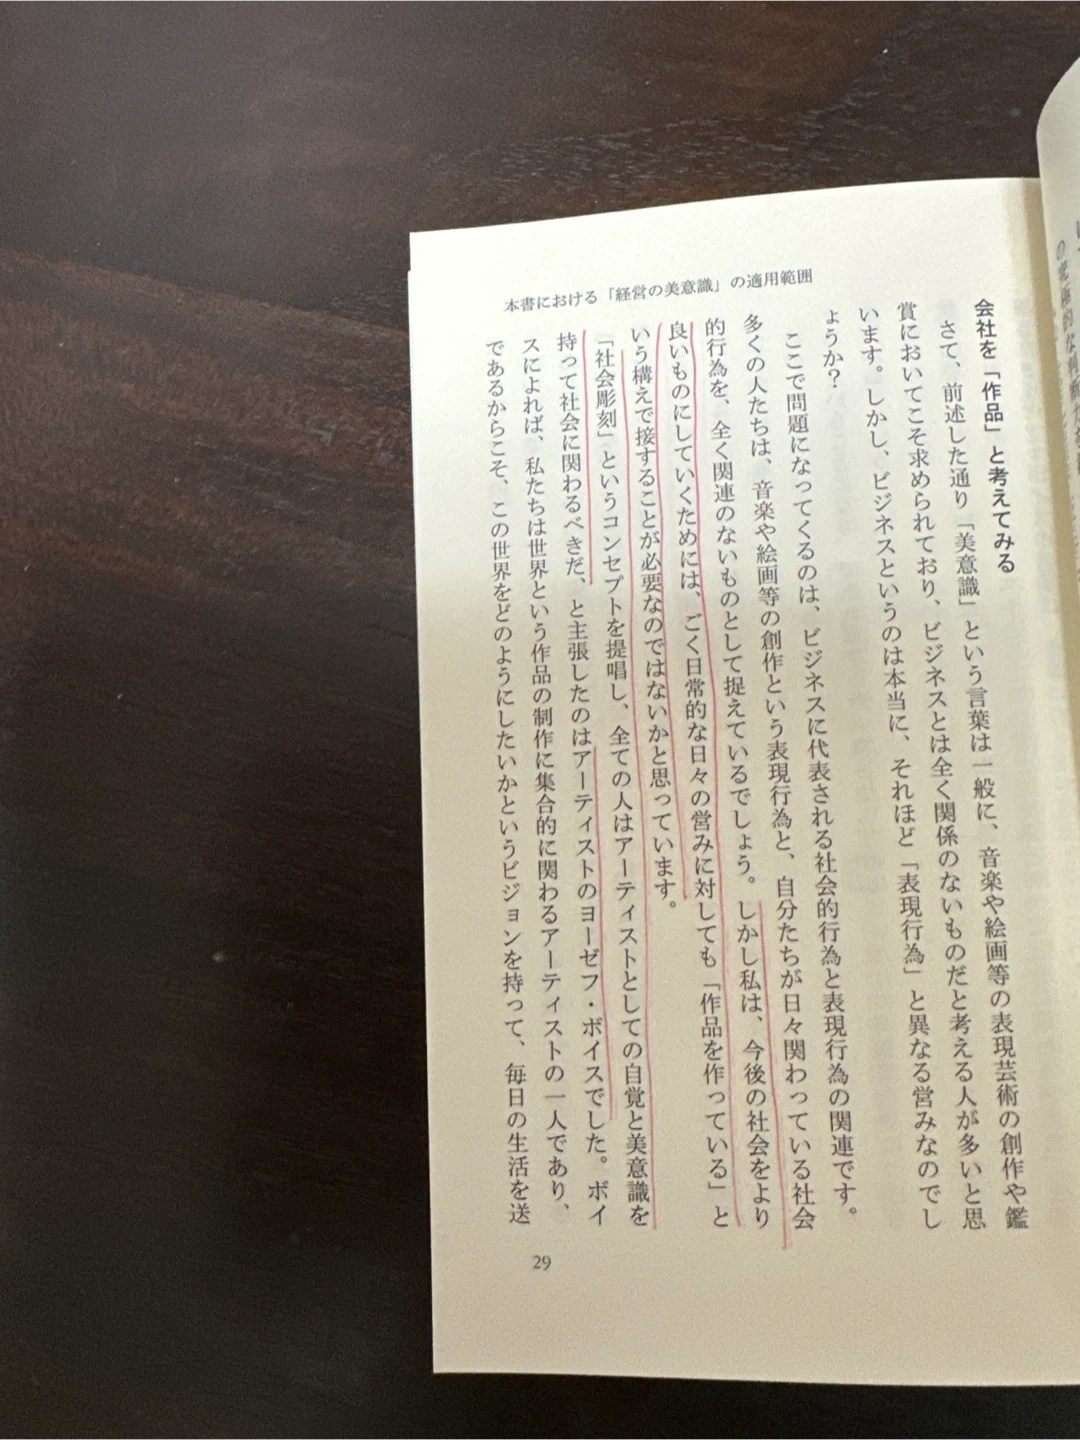 本書における「経営の美意識」の適用範囲
会社を「作品」と考えてみる
さて、前述した通り「美意識」という言葉は一般に、音楽や絵画等の表現芸術の創作や鑑
賞においてこそ求められており、ビジネスとは全く関係のないものだと考える人が多いと思
います。しかし、ビジネスというのは本当に、それほど「表現行為」と異なる営みなのでし
ょうか?
ここで問題になってくるのは、ビジネスに代表される社会的行為と表現行為の関連です。
多くの人たちは、音楽や絵画等の創作という表現行為と、自分たちが日々関わっている社会
的行為を、全く関連のないものとして捉えているでしょう。しかし私は、今後の社会をより
良いものにしていくためには、ごく日常的な日々の営みに対しても「作品を作っている」と
いう構えで接することが必要なのではないかと思っています。
「社会彫刻」というコンセプトを提唱し、全ての人はアーティストとしての自覚と美意識を
持って社会に関わるべきだ、と主張したのはアーティストのヨーゼフ・ボイスでした。ボイ
スによれば、私たちは世界という作品の制作に集合的に関わるアーティストの一人であり、
であるからこそ、この世界をどのようにしたいかというビジョンを持って、毎日の生活を送
29